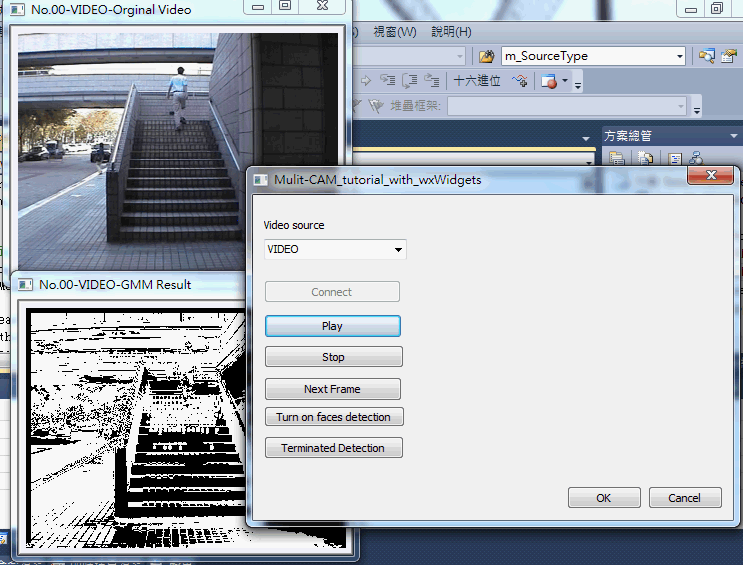 No.00-VIDEO-Orginal Video
視窗(W) 說明(H)
m_SourceType
十六進位
堆疊框架:
方案總管
Mulit-CAM_tutorial_with_wxWidgets
Video source
VIDEO
Connect
Play
Stop
Next Frame
Turn on faces detection
Terminated Detection
OK Cancel
No.00-VIDEO-GMM Result